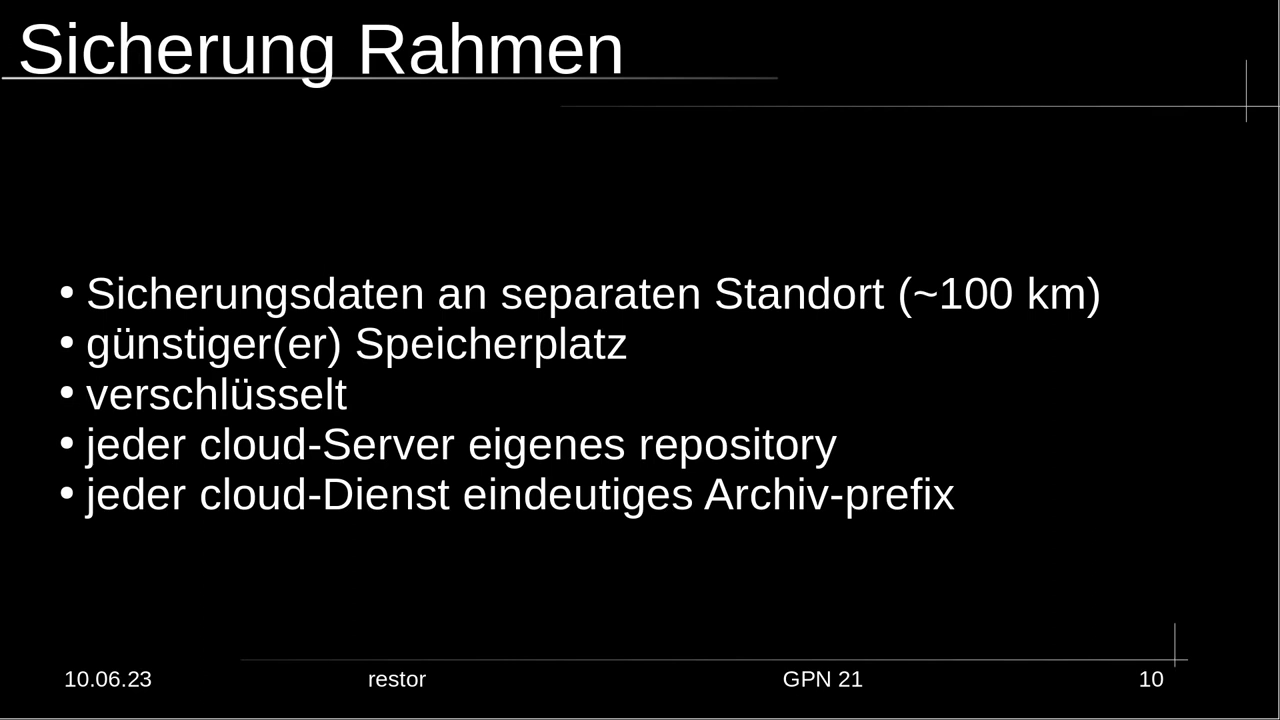 Sicherung Rahmen
• Sicherungsdaten an separaten Standort (~100 km)
• günstiger(er) Speicherplatz
• verschlüsselt
• jeder cloud-Server eigenes repository
• jeder cloud-Dienst eindeutiges Archiv-prefix
10.06.23 restor GPN 21 10